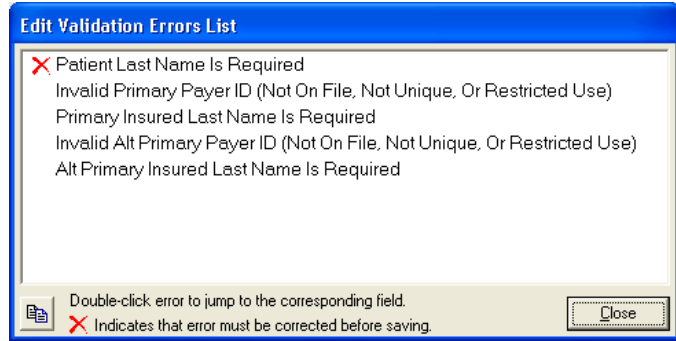 Edit Validation Errors List
Patient Last Name Is Required
Invalid Primary Payer ID (Not On File, Not Unique, Or Restricted Use)
Primary Insured Last Name Is Required
Invalid Alt Primary Payer ID (Not On File, Not Unique, Or Restricted Use)
Alt Primary Insured Last Name Is Required
Double-click error to jump to the corresponding field.
Indicates that error must be corrected before saving.
Close